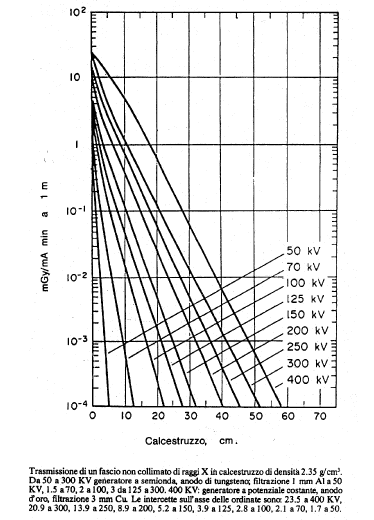 10²
10
1
10⁻¹
10⁻²
10⁻³
10⁻⁴
mGy/mA min a 1 m
50 kV
70 kV
100 kV
125 kV
150 kV
200 kV
250 kV
300 kV
400 kV
0 10 20 30 40 50 60 70
Calcestruzzo, cm.
Trasmissione di un fascio non collimato di raggi X in calcestruzzo di densità 2.35 g/cm³.
Da 50 a 300 KV generatore a semionda, anodo di tungsteno; filtrazione 1 mm Al a 50
KV, 1.5 a 70, 2 a 100, 3 da 125 a 300. 400 KV: generatore a potenziale costante, anodo
d'oro, filtrazione 3 mm Cu. Le intercette sull'asse delle ordinate sono: 23.5 a 400 KV,
20.9 a 300, 13.9 a 250, 8.9 a 200, 5.2 a 150, 3.9 a 125, 2.8 a 100, 2.1 a 70, 1.7 a 50.